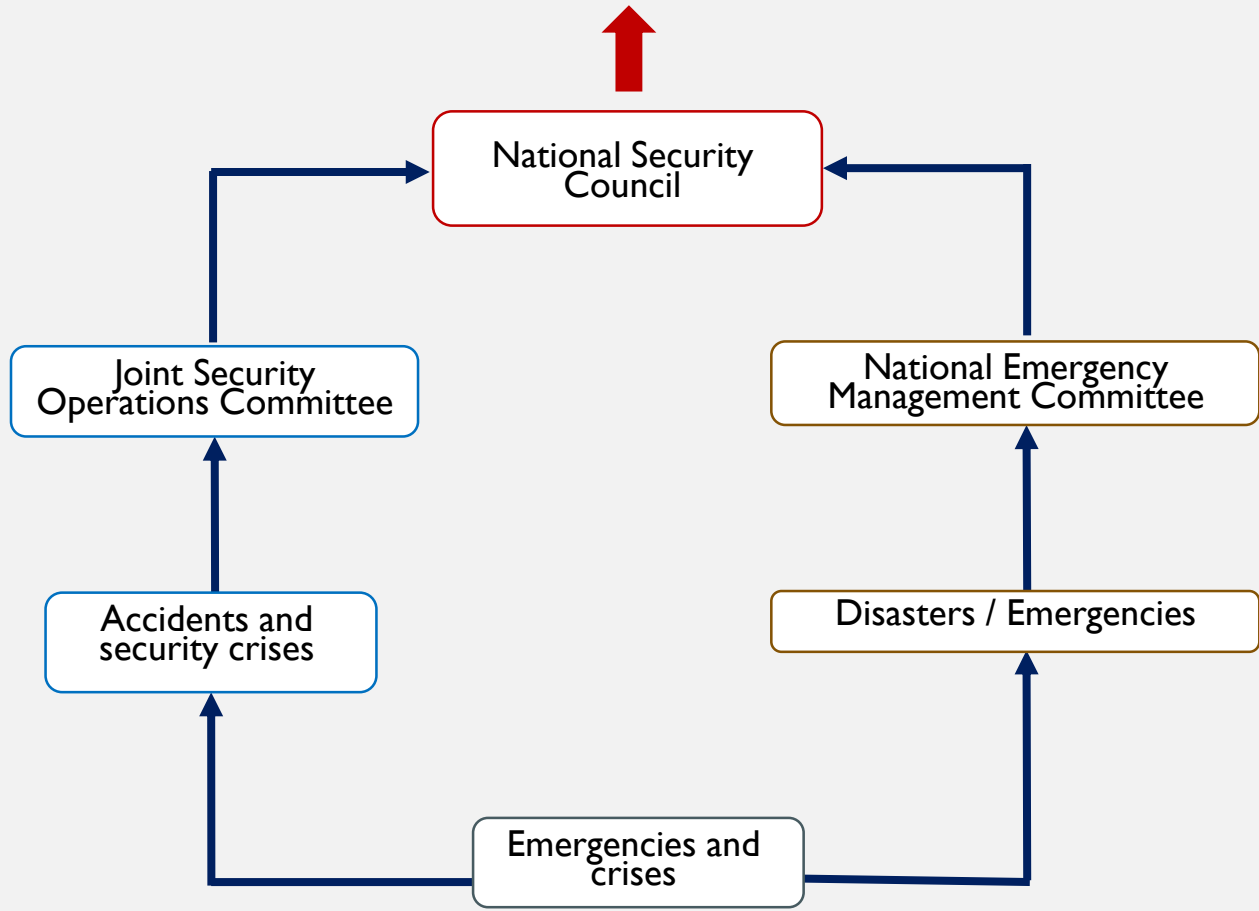 National Security
Council
Joint Security
Operations Committee
National Emergency
Management Committee
Accidents and
security crises
Disasters / Emergencies
Emergencies and
crises